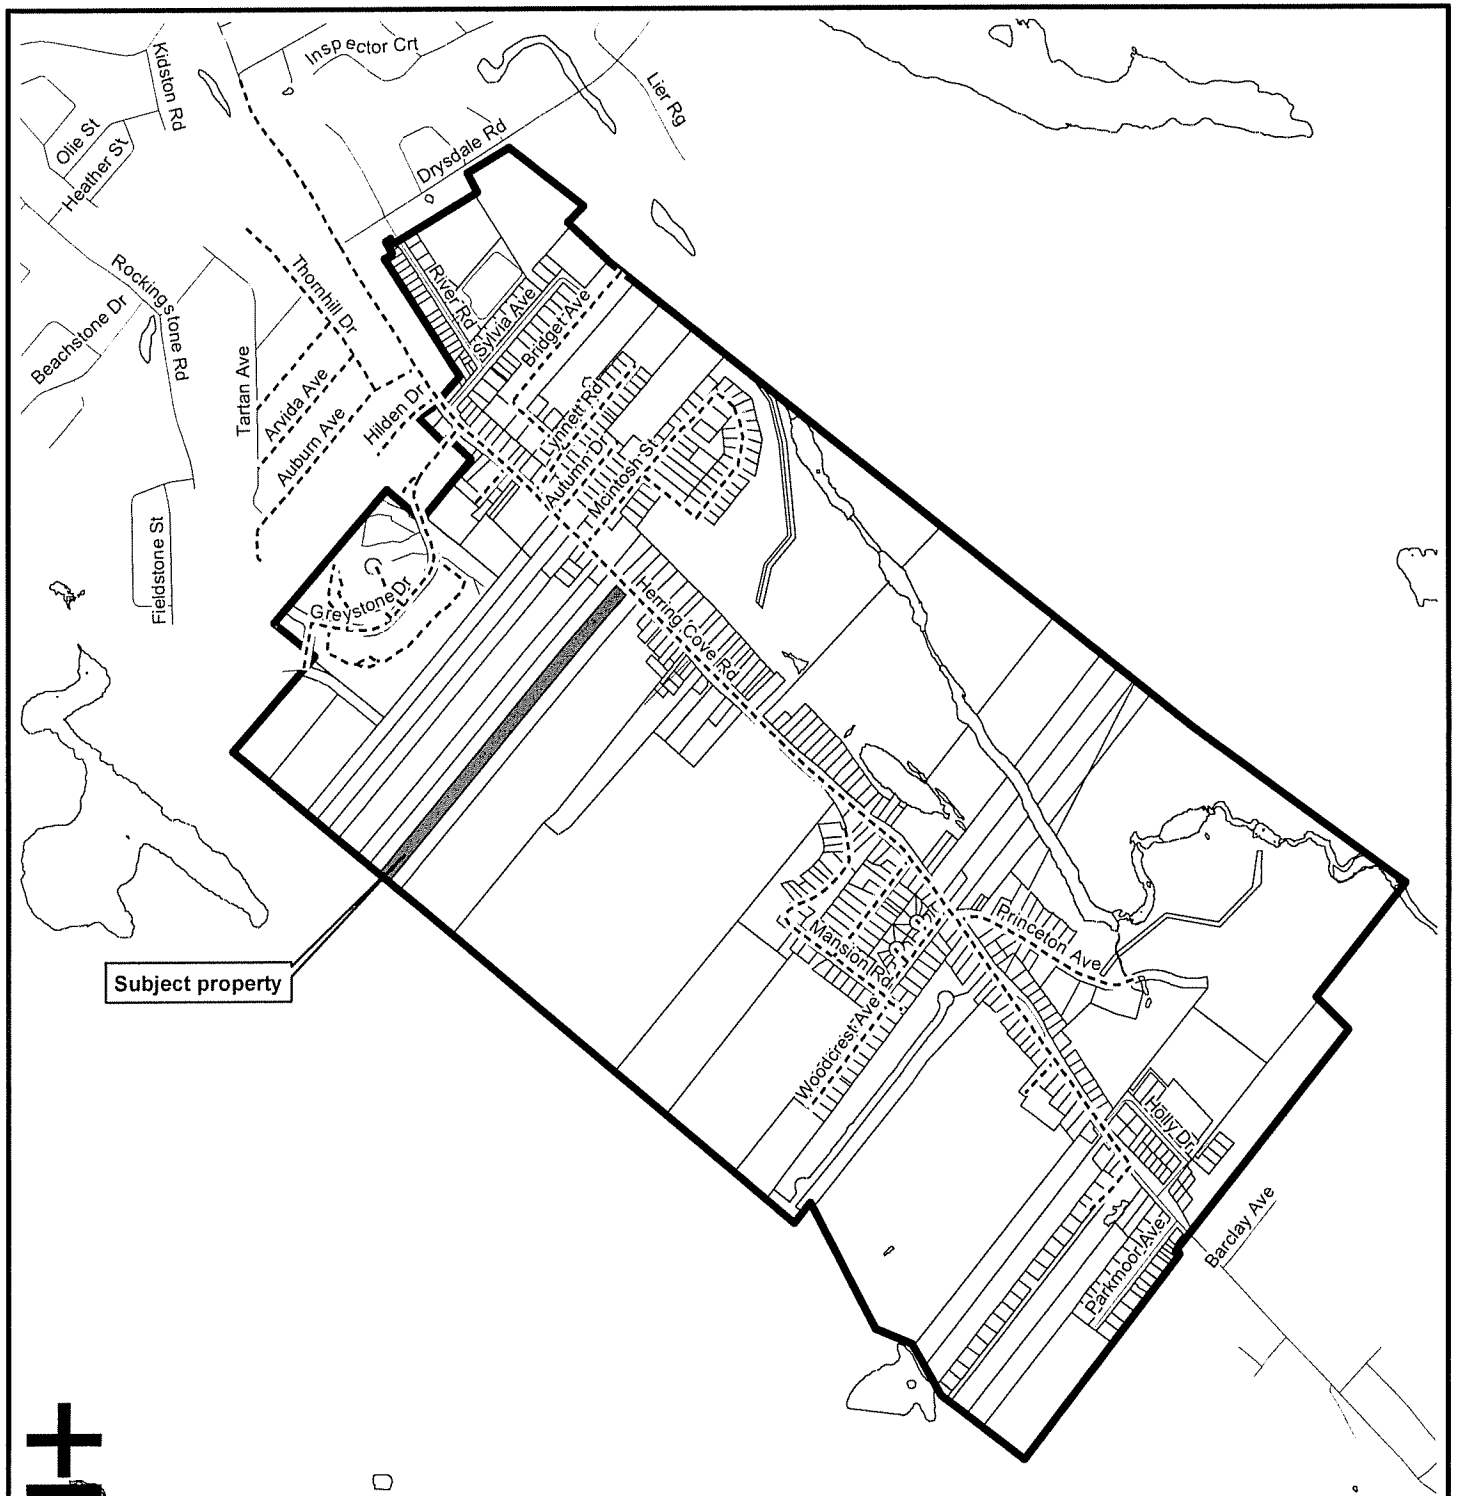 Inspector Crt
Kidston Rd
Lier Rg
Olie St
Heather St
Drysdale Rd
Rockingstone Rd
Thornhill Dr
River Rd
Beachstone Dr
Sylvia Ave
Bridget Ave
Tartan Ave
Arvida Ave
Auburn Ave
Hilden Dr
Lynnett Rd
Autumn Dr
Mcintosh St
Fieldstone St
Greystone Dr
Herring Cove Rd
Princeton Ave
Mansion Rd
Subject property
Woodcrest Ave
Holly Dr
Barclay Ave
Parkmoor Ave